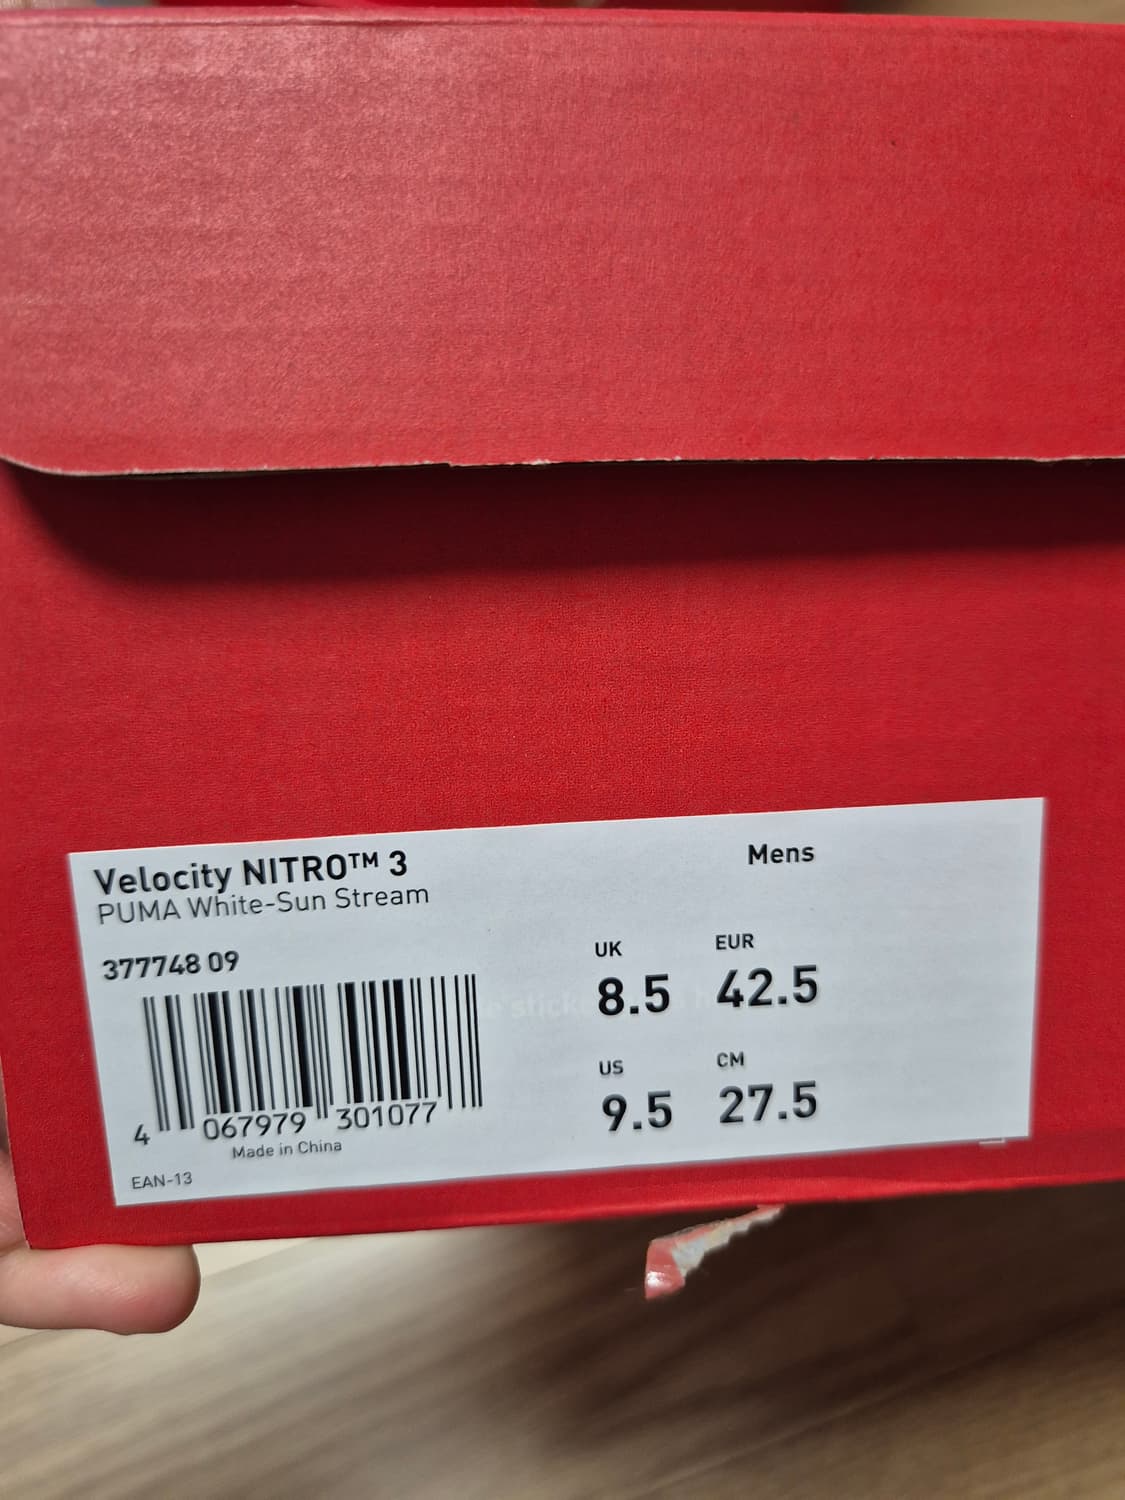 Velocity NITRO™ 3
PUMA White-Sun Stream
Mens
377748 09
UK
8.5
EUR
42.5
US
9.5
CM
27.5
4 067979 301077
Made in China
EAN-13